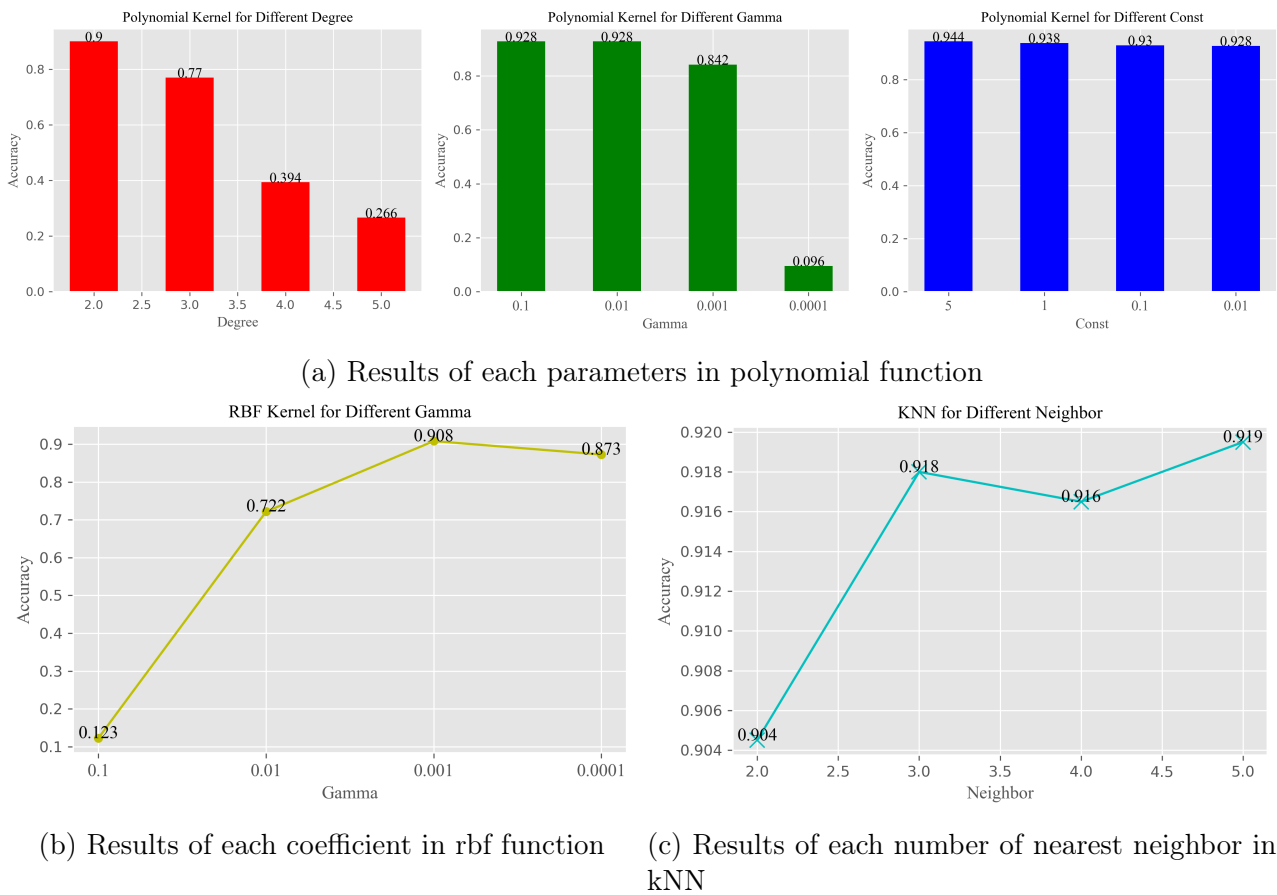 Polynomial Kernel for Different Degree
0.9
0.77
0.394
0.266
0.8
0.6
0.4
0.2
0.0
Accuracy
2.0 2.5 3.0 3.5 4.0 4.5 5.0
Degree
Polynomial Kernel for Different Gamma
0.928
0.928
0.842
0.096
0.8
0.6
0.4
0.2
0.0
Accuracy
0.1 0.01 0.001 0.0001
Gamma
Polynomial Kernel for Different Const
0.944
0.938
0.93
0.928
0.8
0.6
0.4
0.2
0.0
Accuracy
5 1 0.1 0.01
Const
(a) Results of each parameters in polynomial function
RBF Kernel for Different Gamma
0.9
0.8
0.7
0.6
0.5
0.4
0.3
0.2
0.1
Accuracy
0.123
0.722
0.908
0.873
0.1 0.01 0.001 0.0001
Gamma
(b) Results of each coefficient in rbf function
KNN for Different Neighbor
0.920
0.918
0.916
0.914
0.912
0.910
0.908
0.906
0.904
Accuracy
0.904
0.918
0.916
0.919
2.0 2.5 3.0 3.5 4.0 4.5 5.0
Neighbor
(c) Results of each number of nearest neighbor in
kNN